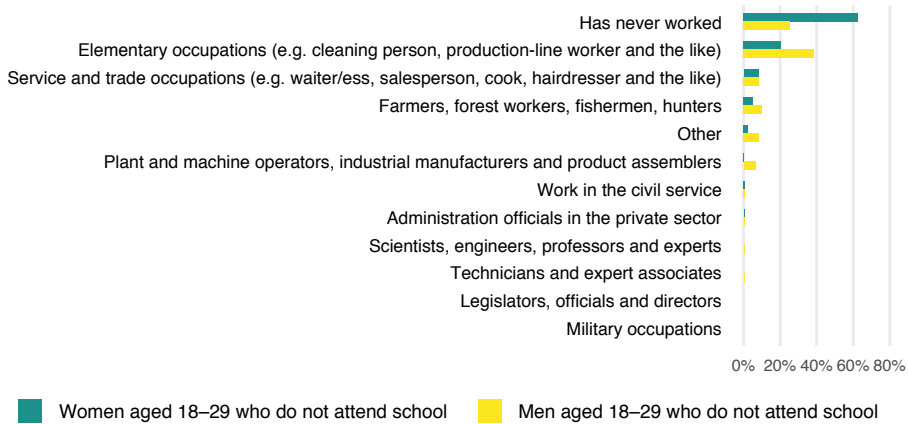 Has never worked
Elementary occupations (e.g. cleaning person, production-line worker and the like)
Service and trade occupations (e.g. waiter/ess, salesperson, cook, hairdresser and the like)
Farmers, forest workers, fishermen, hunters
Other
Plant and machine operators, industrial manufacturers and product assemblers
Work in the civil service
Administration officials in the private sector
Scientists, engineers, professors and experts
Technicians and expert associates
Legislators, officials and directors
Military occupations
0% 20% 40% 60% 80%
Women aged 18–29 who do not attend school
Men aged 18–29 who do not attend school